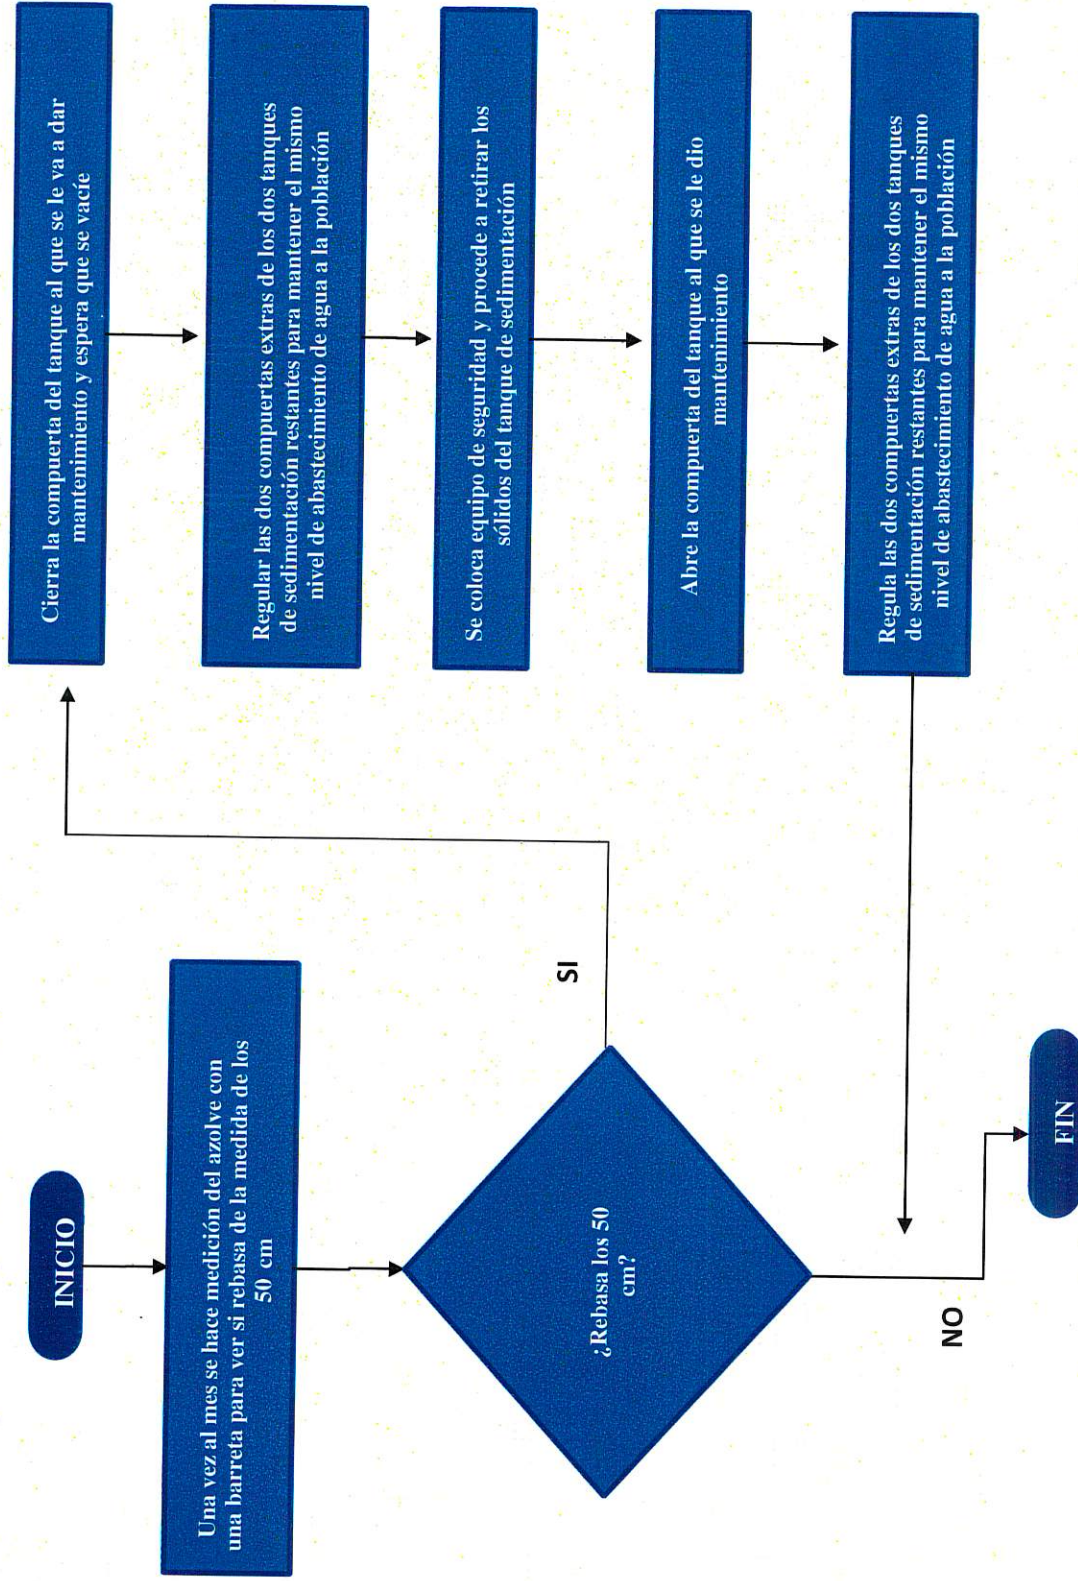 INICIO
Una vez al mes se hace medición del azolve con
una barreta para ver si rebasa de la medida de los
50 cm
¿Rebasa los 50
cm?
SI
NO
FIN
Cierra la compuerta del tanque al que se le va a dar
mantenimiento y espera que se vacíe
Regular las dos compuertas extras de los dos tanques
de sedimentación restantes para mantener el mismo
nivel de abastecimiento de agua a la población
Se coloca equipo de seguridad y procede a retirar los
sólidos del tanque de sedimentación
Abre la compuerta del tanque al que se le dio
mantenimiento
Regula las dos compuertas extras de los dos tanques
de sedimentación restantes para mantener el mismo
nivel de abastecimiento de agua a la población